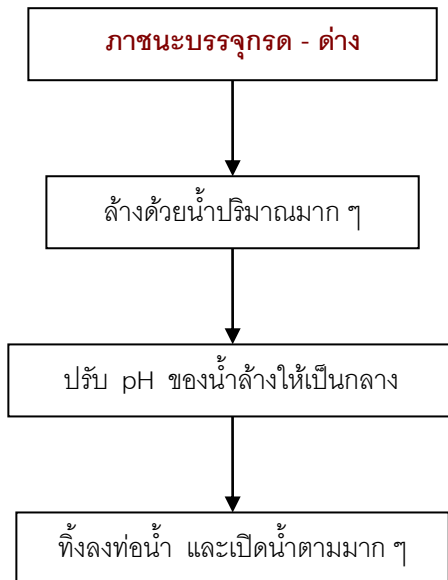 ภาชนะบรรจุกรด - ด่าง
ล้างด้วยน้ำปริมาณมาก ๆ
ปรับ pH ของน้ำล้างให้เป็นกลาง
ทิ้งลงท่อน้ำ และเปิดน้ำตามมาก ๆ